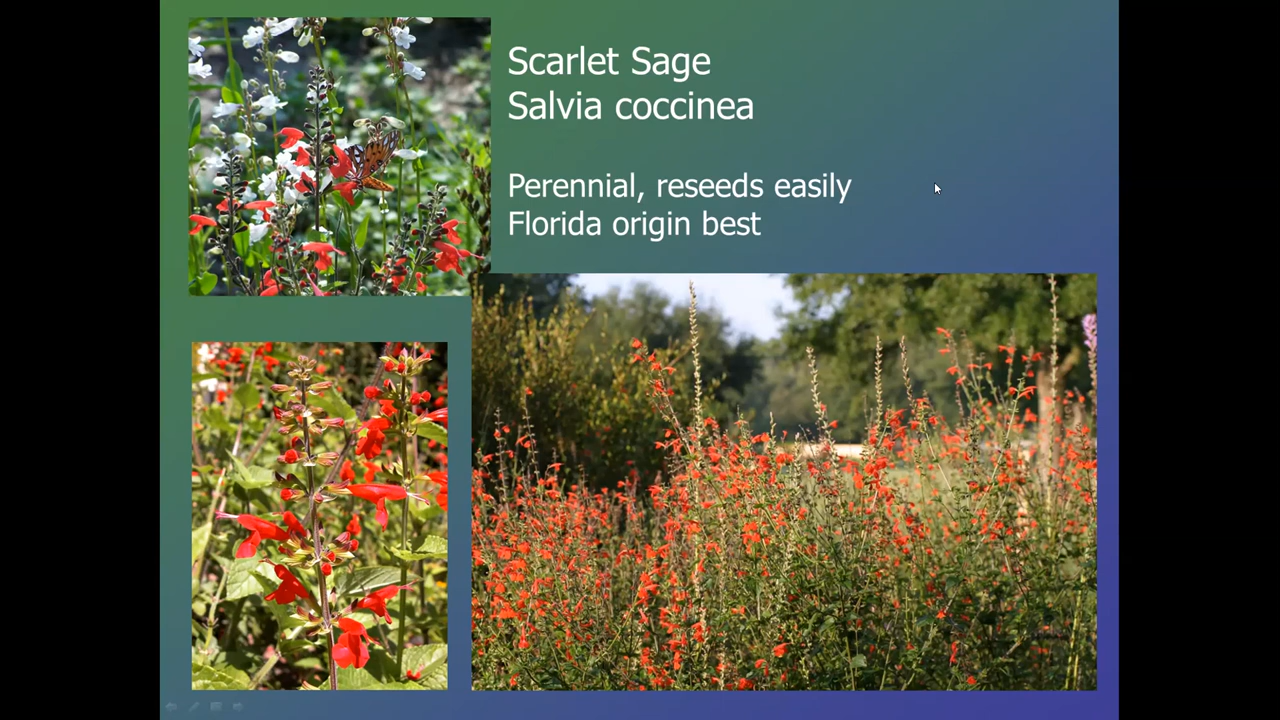 Scarlet Sage
Salvia coccinea
Perennial, reseeds easily
Florida origin best